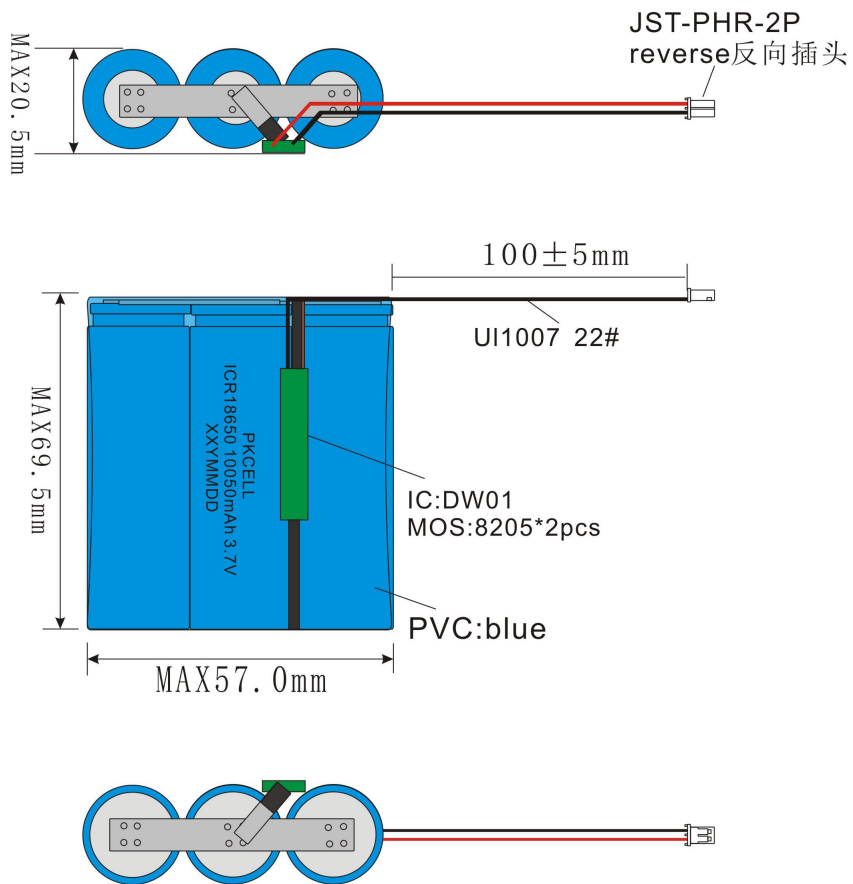 JST-PHR-2P
reverse反向插头
MAX20.5mm
100±5mm
UI1007 22#
MAX69.5mm
PKCELL
ICR18650 10050mAh 3.7V
XXYMMDD
IC:DW01
MOS:8205*2pcs
PVC:blue
MAX57.0mm